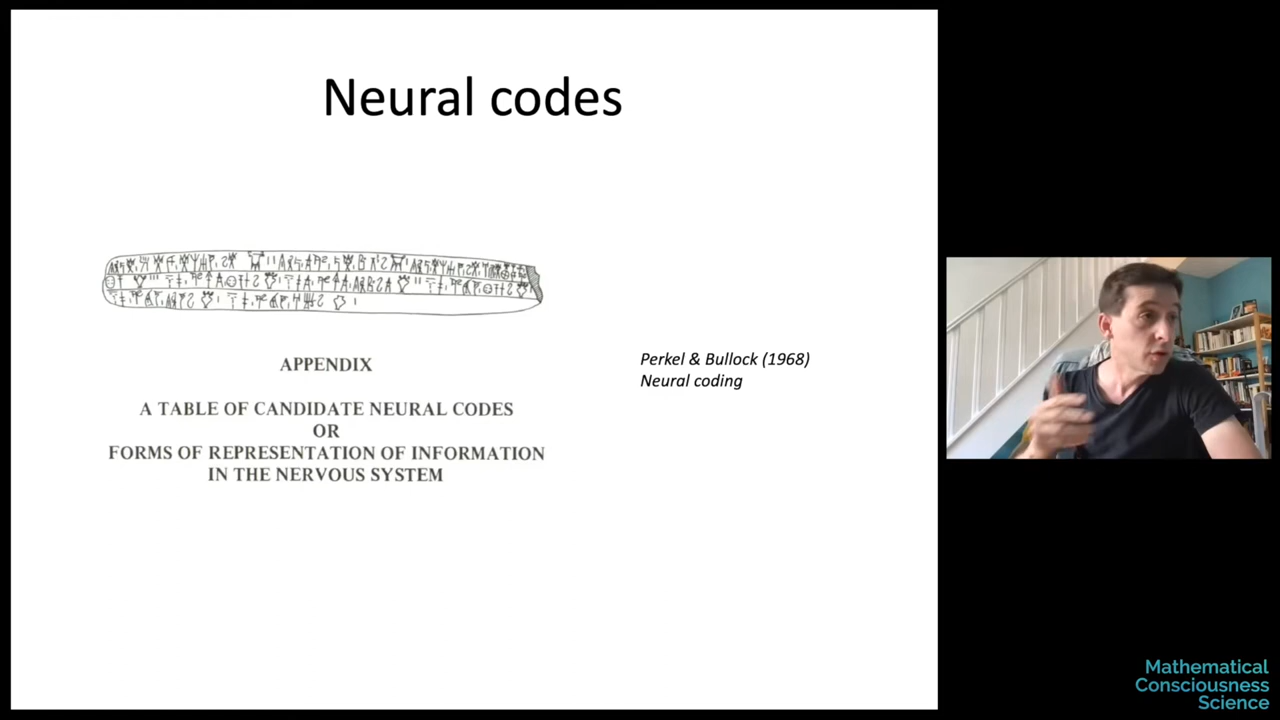 Neural codes
APPENDIX
A TABLE OF CANDIDATE NEURAL CODES
OR
FORMS OF REPRESENTATION OF INFORMATION
IN THE NERVOUS SYSTEM
Perkel & Bullock (1968)
Neural coding
Mathematical
Consciousness
Science